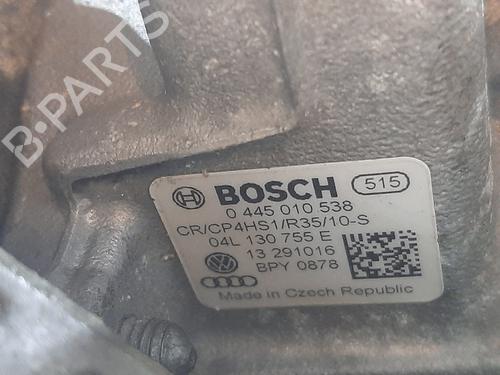 B-PARTS
BOSCH 515
0 445 010 538
CR/CP4HS1/R35/10-S
04L 130 755 E
13 291016
BPY 0878
Made in Czech Republic